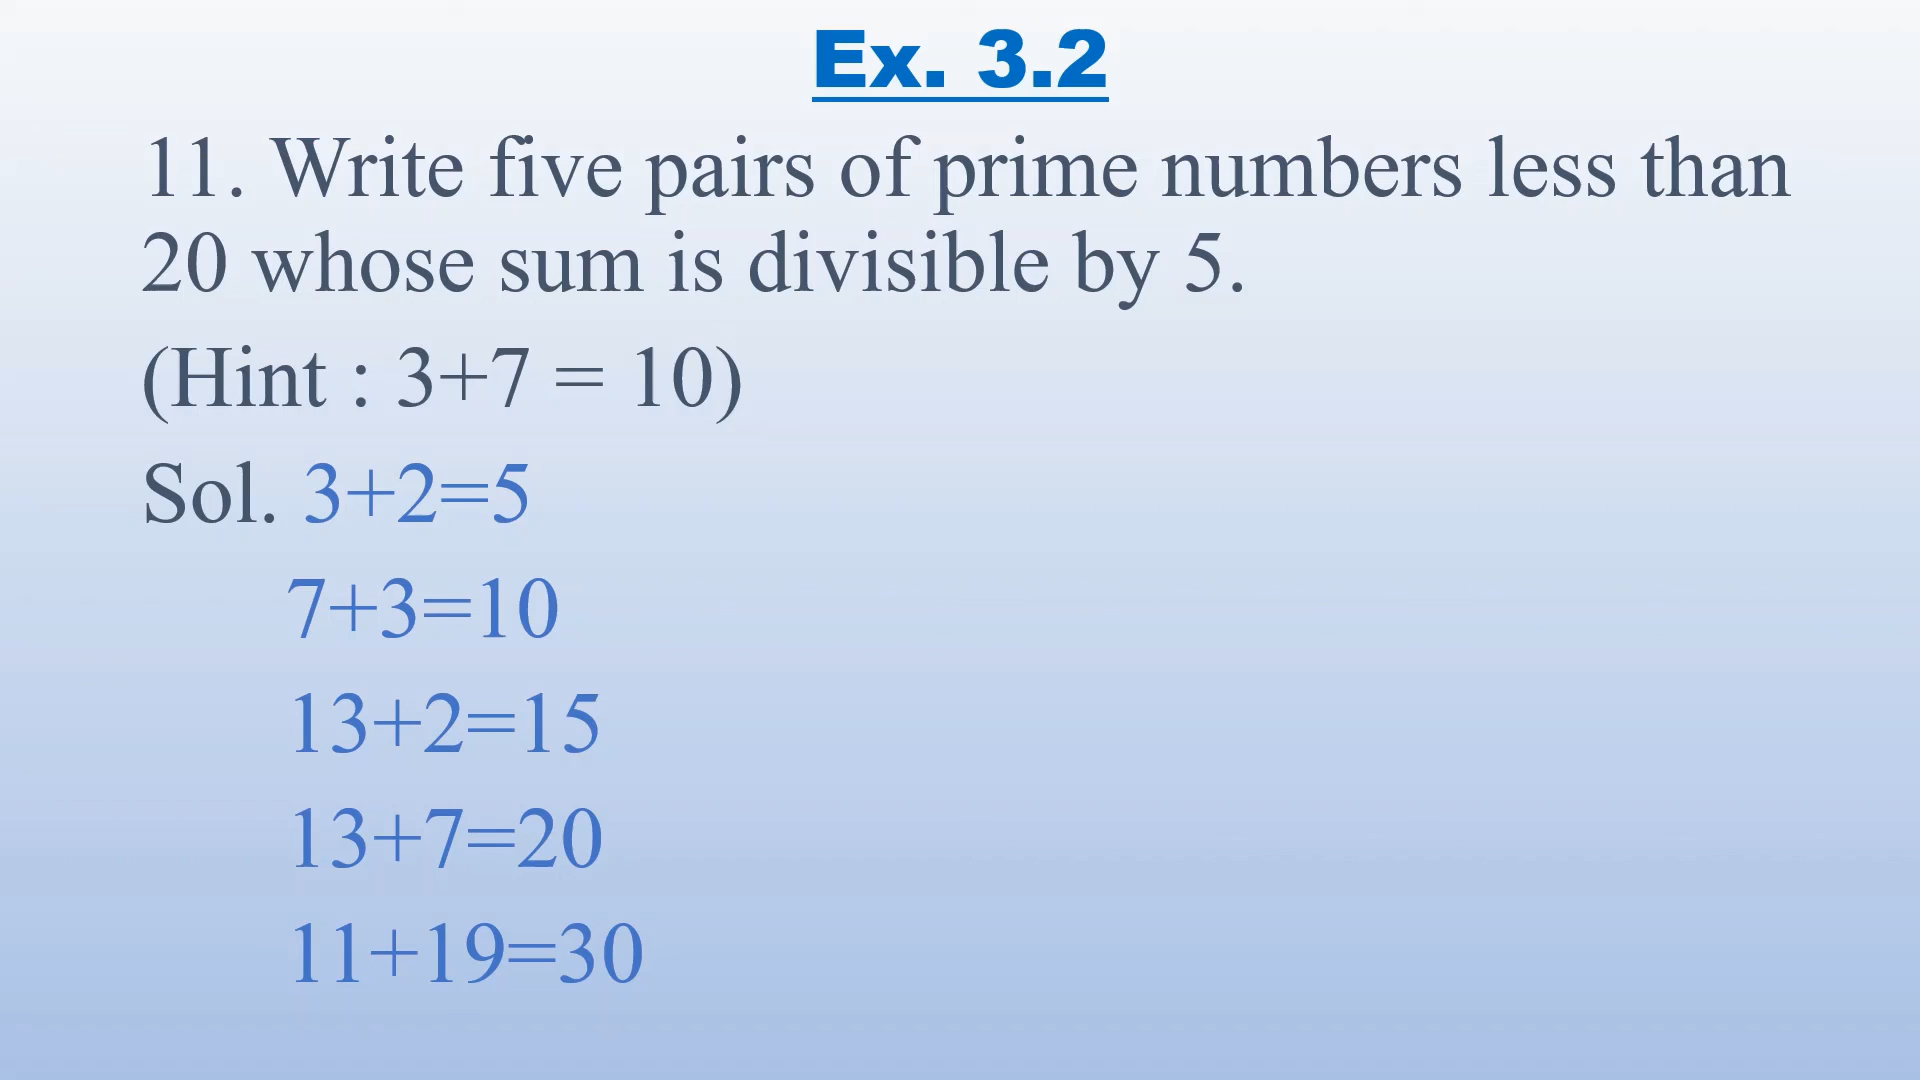 Ex. 3.2
11. Write five pairs of prime numbers less than
20 whose sum is divisible by 5.
(Hint : 3+7 = 10)
Sol. 3+2=5
7+3=10
13+2=15
13+7=20
11+19=30